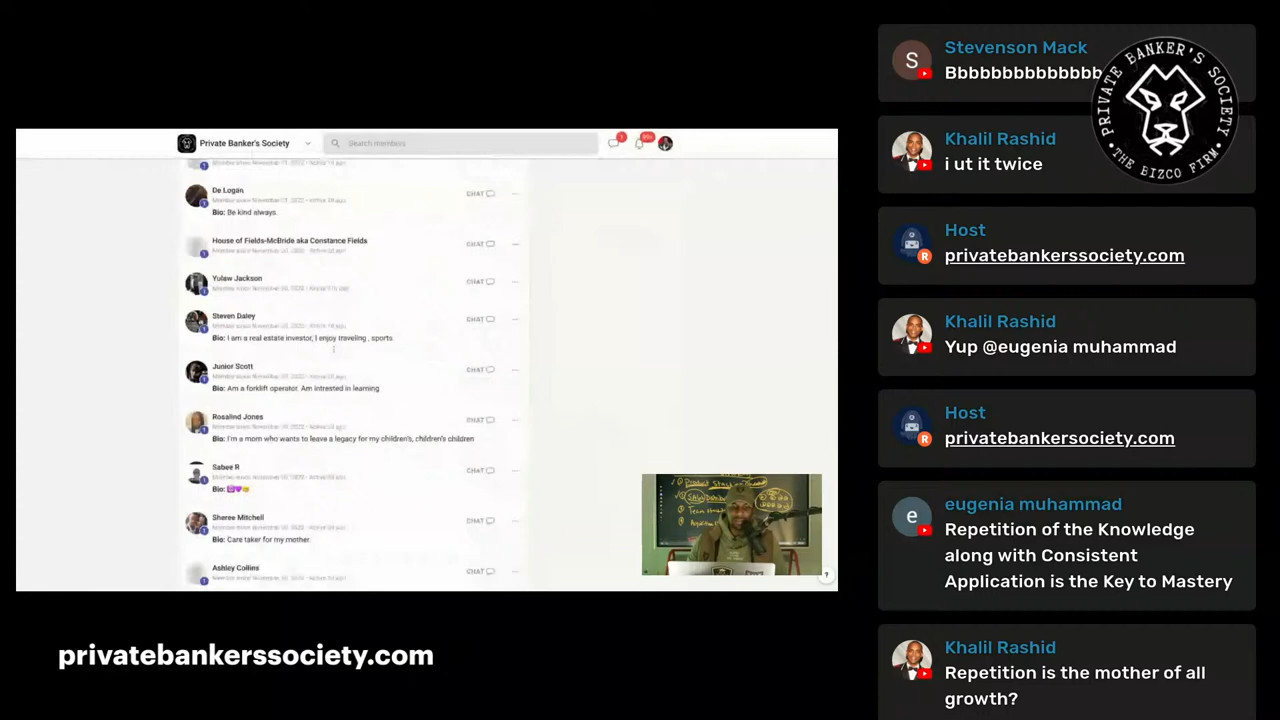 Private Banker's Society
Search members
1
99+
De Logan
CHAT
Bio: Be kind always.
House of Fields-McBride aka Constance Fields
CHAT
Yulaw Jackson
CHAT
Steven Daley
CHAT
Bio: I am a real estate investor, I enjoy traveling , sports
Junior Scott
CHAT
Bio: Am a forklift operator. Am intrested in learning
Rosalind Jones
CHAT
Bio: I'm a mom who wants to leave a legacy for my children's, children's children
Sabee R
CHAT
Bio:
Sheree Mitchell
CHAT
Bio: Care taker for my mother.
Ashley Collins
CHAT
?
privatebankerssociety.com
Stevenson Mack
Bbbbbbbbbbbbbb
Khalil Rashid
i ut it twice
Host
privatebankerssociety.com
Khalil Rashid
Yup @eugenia muhammad
Host
privatebankersociety.com
eugenia muhammad
Repetition of the Knowledge
along with Consistent
Application is the Key to Mastery
Khalil Rashid
Repetition is the mother of all
growth?
PRIVATE BANKER'S SOCIETY
THE BIZCO FIRM